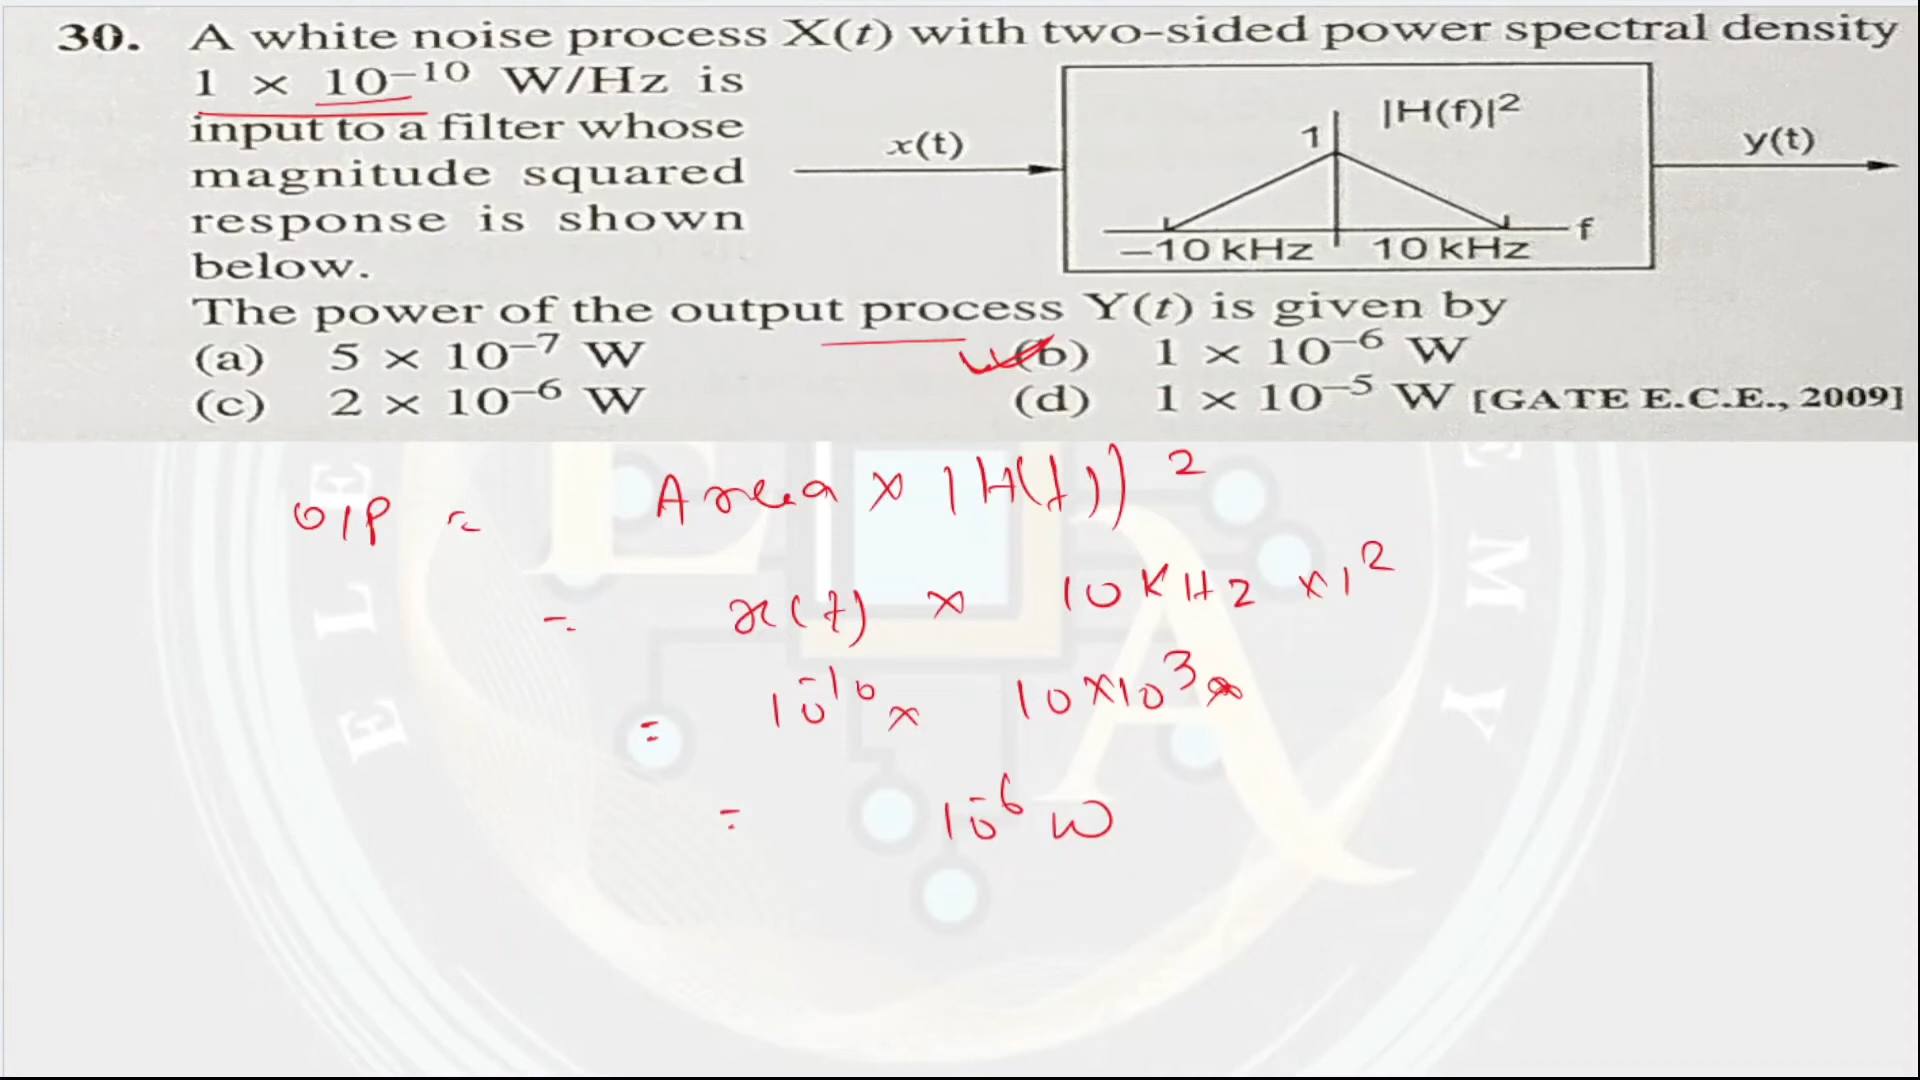 30. A white noise process X(t) with two-sided power spectral density
1 × 10⁻¹⁰ W/Hz is
input to a filter whose
magnitude squared
response is shown
below.
x(t)
1
|H(f)|²
f
−10 kHz
10 kHz
y(t)
The power of the output process Y(t) is given by
(a) 5 × 10⁻⁷ W
(b) 1 × 10⁻⁶ W
(c) 2 × 10⁻⁶ W
(d) 1 × 10⁻⁵ W [GATE E.C.E., 2009]
O/P = Area × |H(f)|²
= x(t) × 10 KHz × 1²
= 10⁻¹⁰ × 10×10³ ×
= 10⁻⁶ W
E L E
E M Y